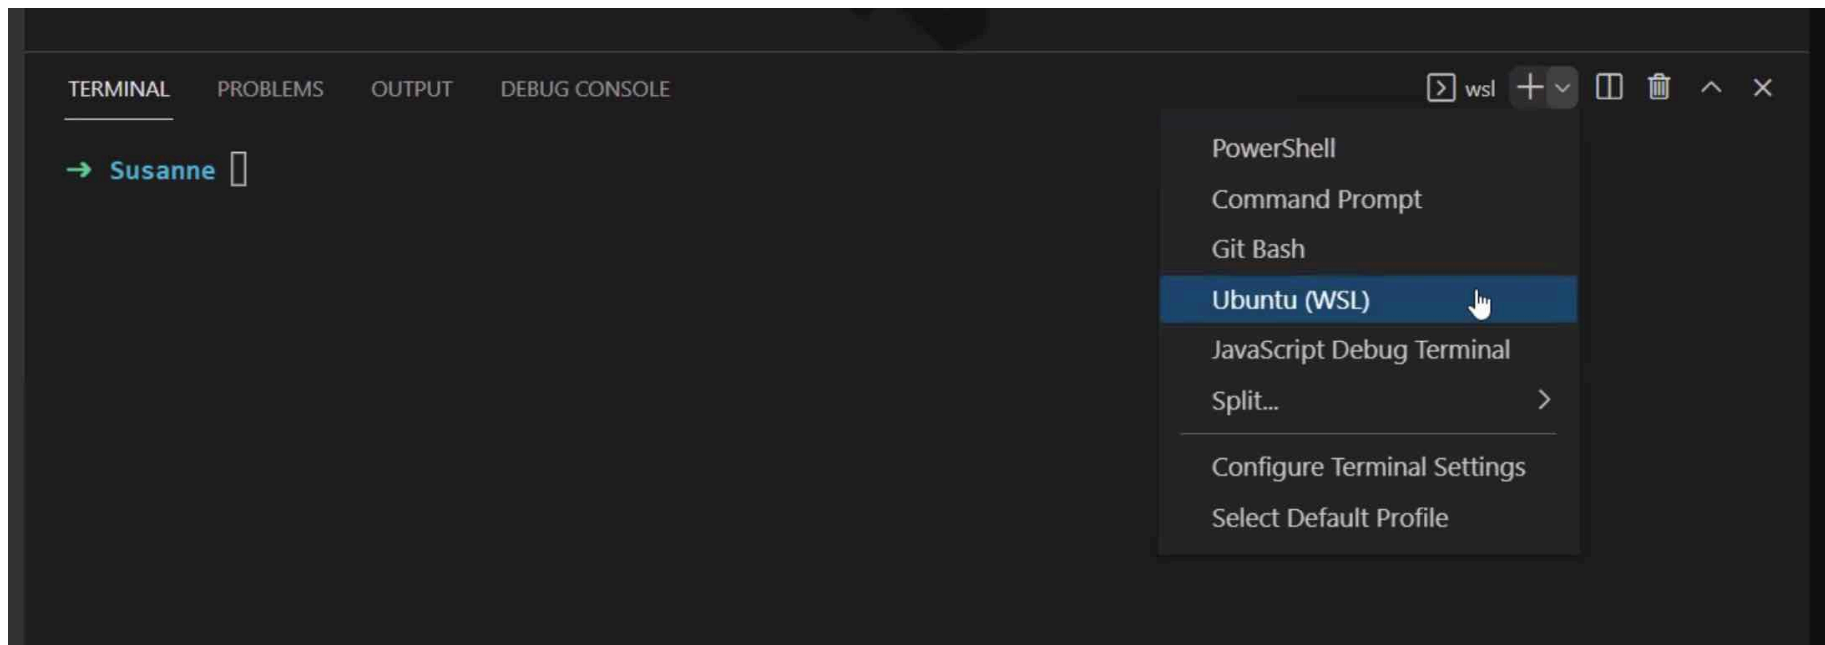 TERMINAL PROBLEMS OUTPUT DEBUG CONSOLE wsl
→ Susanne
PowerShell
Command Prompt
Git Bash
Ubuntu (WSL)
JavaScript Debug Terminal
Split...
Configure Terminal Settings
Select Default Profile